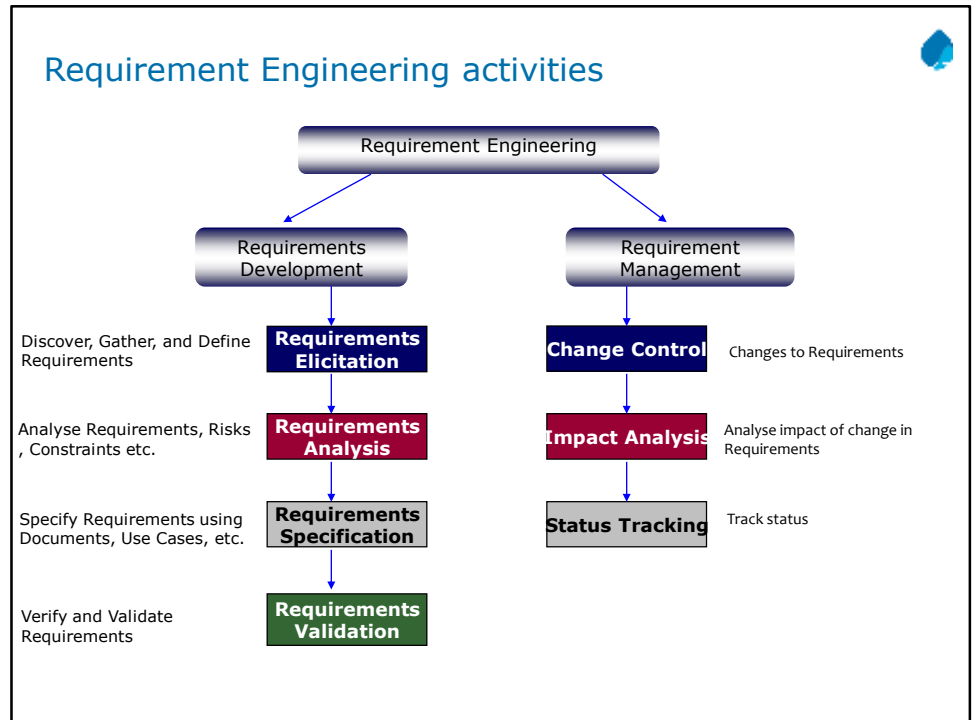 Requirement Engineering activities
Requirement Engineering
Requirements
Development
Requirement
Management
Discover, Gather, and Define
Requirements
Requirements
Elicitation
Change Control
Changes to Requirements
Analyse Requirements, Risks
, Constraints etc.
Requirements
Analysis
Impact Analysis
Analyse impact of change in
Requirements
Specify Requirements using
Documents, Use Cases, etc.
Requirements
Specification
Status Tracking
Track status
Verify and Validate
Requirements
Requirements
Validation